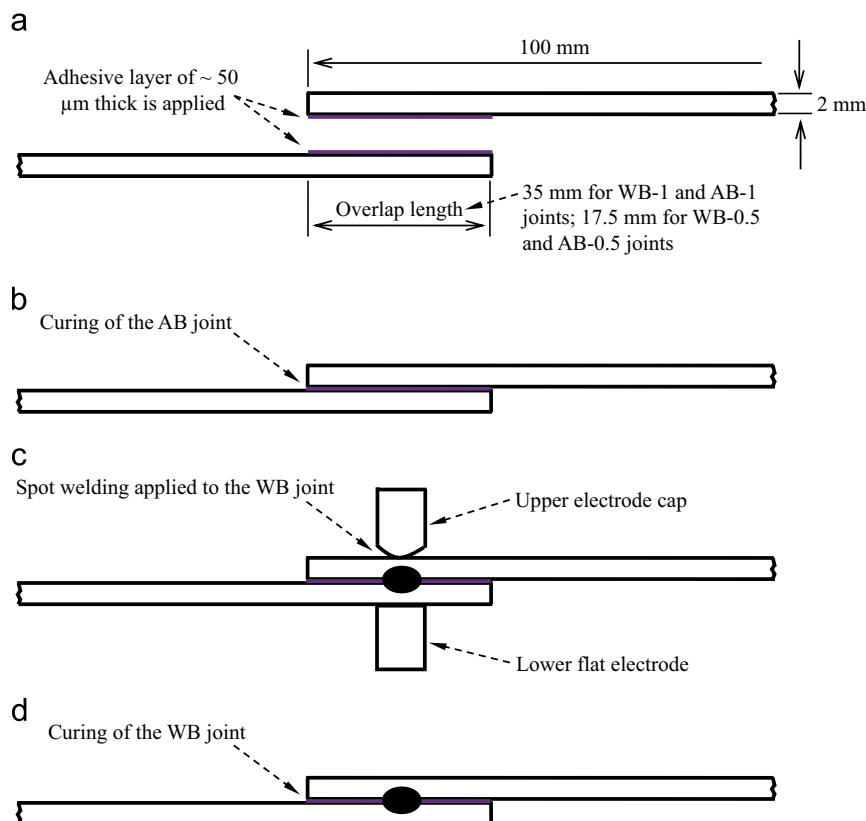 a
100 mm
Adhesive layer of ~ 50
µm thick is applied
2 mm
Overlap length
35 mm for WB-1 and AB-1
joints; 17.5 mm for WB-0.5
and AB-0.5 joints
b
Curing of the AB joint
c
Spot welding applied to the WB joint
Upper electrode cap
Lower flat electrode
d
Curing of the WB joint